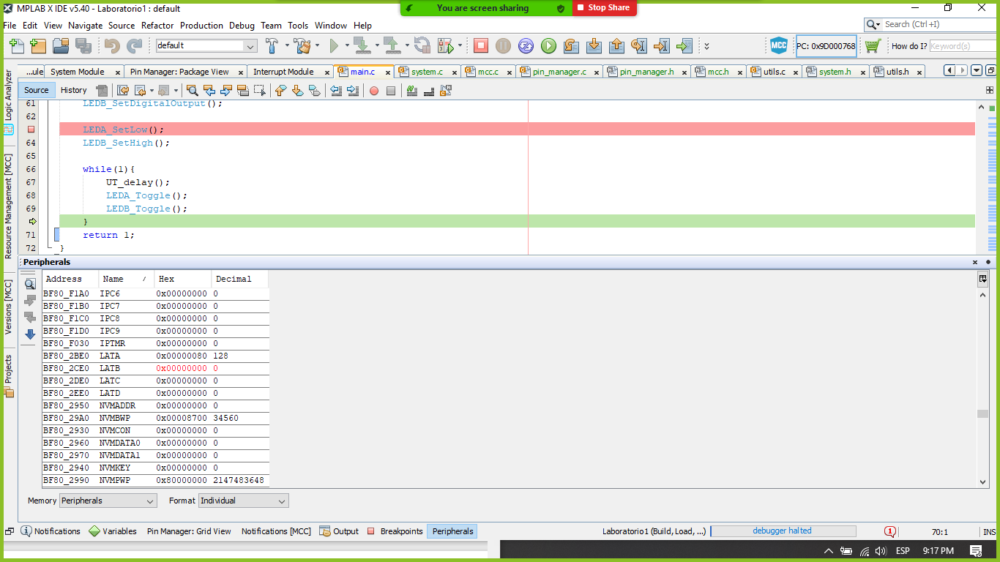 MPLAB X IDE v5.40 - Laboratorio1 : default
You are screen sharing
Stop Share
File Edit View Navigate Source Refactor Production Debug Team Tools Window Help
Search (Ctrl+I)
default
MCC
PC: 0x9D000768
How do I?
Keyword(s)
...ule
System Module
Pin Manager: Package View
Interrupt Module
main.c
system.c
mcc.c
pin_manager.c
pin_manager.h
mcc.h
utils.c
system.h
utils.h
Source
History
Logic Analyzer
Resource Management [MCC]
Versions [MCC]
Projects
61 LEDB_SetDigitalOutput();
62
LEDA_SetLow();
64 LEDB_SetHigh();
65
66 while(1){
67 UT_delay();
68 LEDA_Toggle();
69 LEDB_Toggle();
}
71 return 1;
72 }
Peripherals
Address Name Hex Decimal
BF80_F1A0 IPC6 0x00000000 0
BF80_F1B0 IPC7 0x00000000 0
BF80_F1C0 IPC8 0x00000000 0
BF80_F1D0 IPC9 0x00000000 0
BF80_F030 IPTMR 0x00000000 0
BF80_2BE0 LATA 0x00000080 128
BF80_2CE0 LATB 0x00000000 0
BF80_2DE0 LATC 0x00000000 0
BF80_2EE0 LATD 0x00000000 0
BF80_2950 NVMADDR 0x00000000 0
BF80_29A0 NVMBWP 0x00008700 34560
BF80_2930 NVMCON 0x00000000 0
BF80_2960 NVMDATA0 0x00000000 0
BF80_2970 NVMDATA1 0x00000000 0
BF80_2940 NVMKEY 0x00000000 0
BF80_2990 NVMPWP 0x80000000 2147483648
Memory Peripherals Format Individual
Notifications
Variables
Pin Manager: Grid View
Notifications [MCC]
Output
Breakpoints
Peripherals
Laboratorio1 (Build, Load, ...)
debugger halted
1
70:1
INS
ESP
9:17 PM